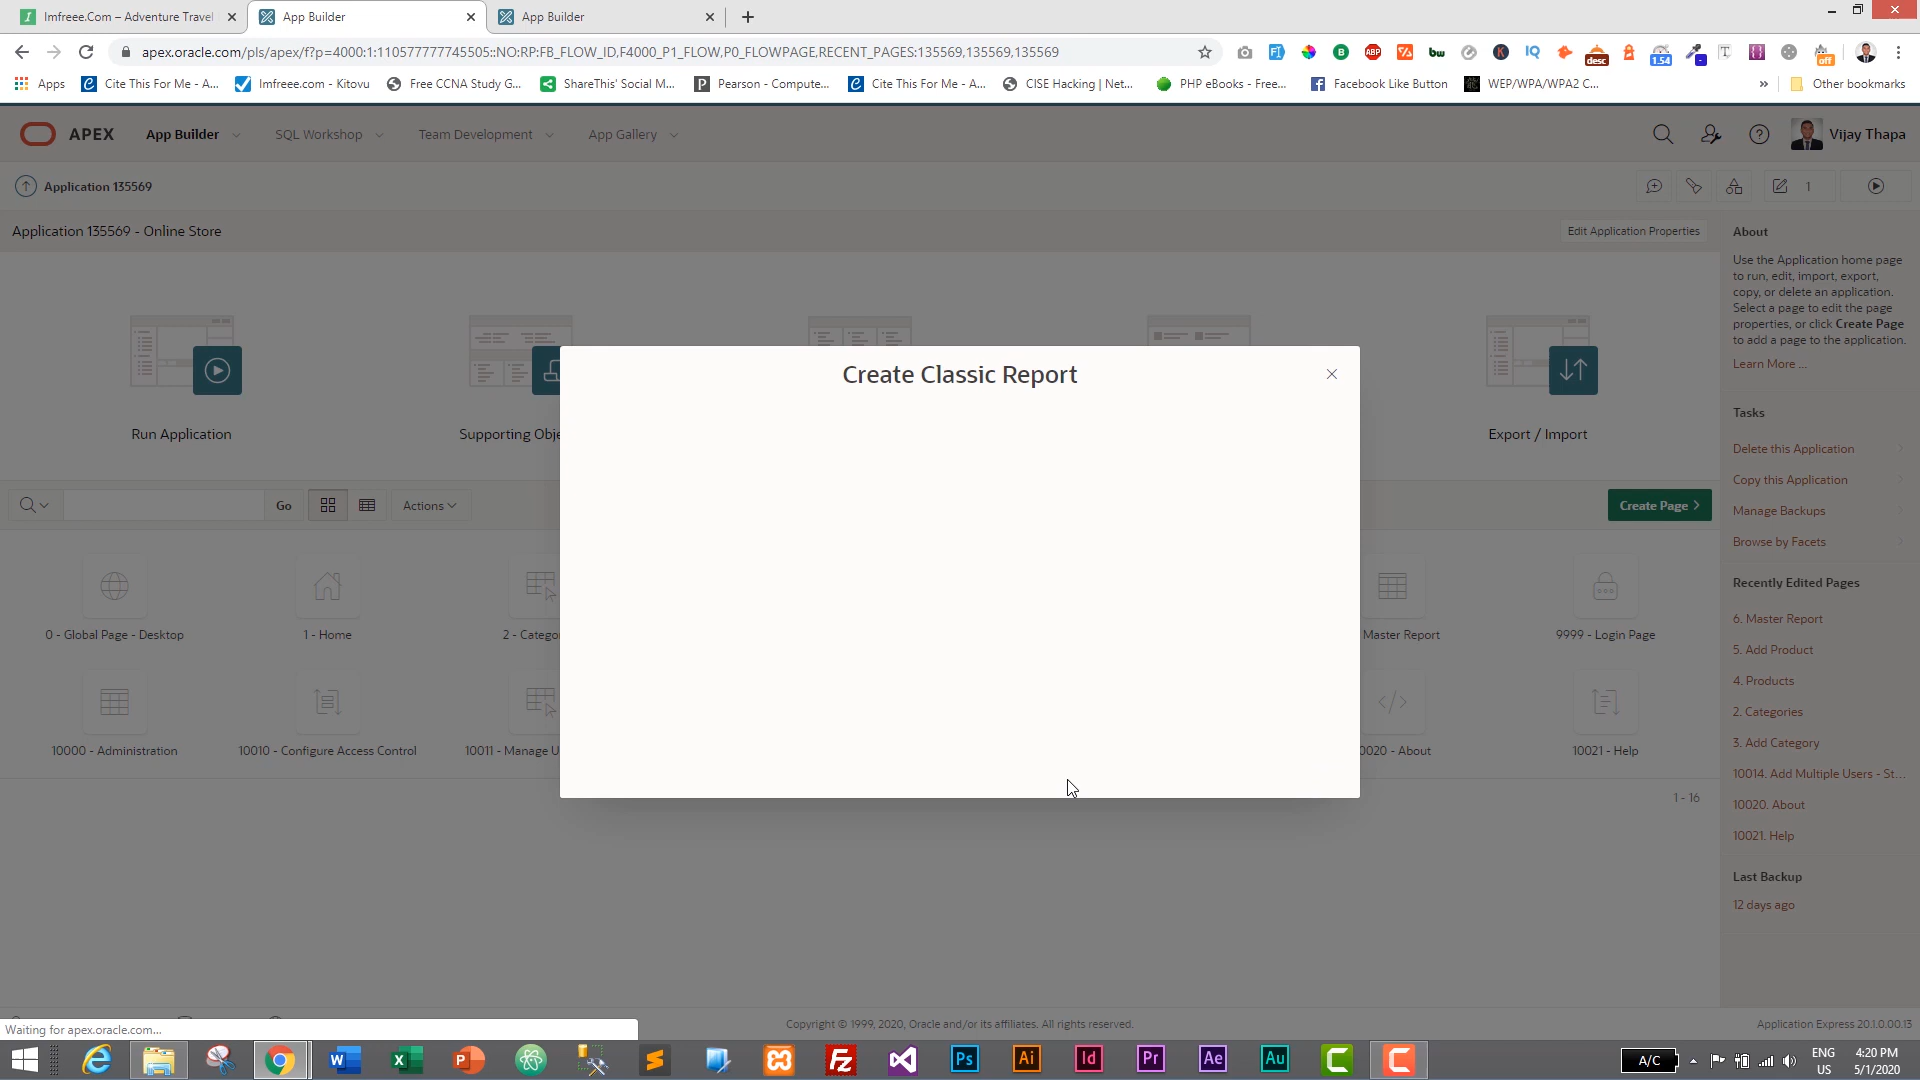 Imfreee.Com – Adventure Travel
App Builder
App Builder
apex.oracle.com/pls/apex/f?p=4000:1:110577777745505::NO:RP:FB_FLOW_ID,F4000_P1_FLOW,P0_FLOWPAGE,RECENT_PAGES:135569,135569,135569
Apps
Cite This For Me - A...
Imfreee.com - Kitovu
Free CCNA Study G...
ShareThis' Social M...
Pearson - Compute...
Cite This For Me - A...
CISE Hacking | Net...
PHP eBooks - Free...
Facebook Like Button
WEP/WPA/WPA2 C...
Other bookmarks
APEX
App Builder
SQL Workshop
Team Development
App Gallery
Vijay Thapa
Application 135569
1
Application 135569 - Online Store
Edit Application Properties
About
Use the Application home page
to run, edit, import, export,
copy, or delete an application.
Select a page to edit the page
properties, or click Create Page
to add a page to the application.
Learn More ...
Create Classic Report
Run Application
Supporting Obje
Export / Import
Tasks
Delete this Application
Copy this Application
Manage Backups
Browse by Facets
Go
Actions
Create Page
0 - Global Page - Desktop
1 - Home
2 - Catego
Master Report
9999 - Login Page
10000 - Administration
10010 - Configure Access Control
10011 - Manage U
0020 - About
10021 - Help
1 - 16
Recently Edited Pages
6. Master Report
5. Add Product
4. Products
2. Categories
3. Add Category
10014. Add Multiple Users - St...
10020. About
10021. Help
Last Backup
12 days ago
Waiting for apex.oracle.com...
Copyright © 1999, 2020, Oracle and/or its affiliates. All rights reserved.
Application Express 20.1.0.00.13
A/C
ENG
US
4:20 PM
5/1/2020